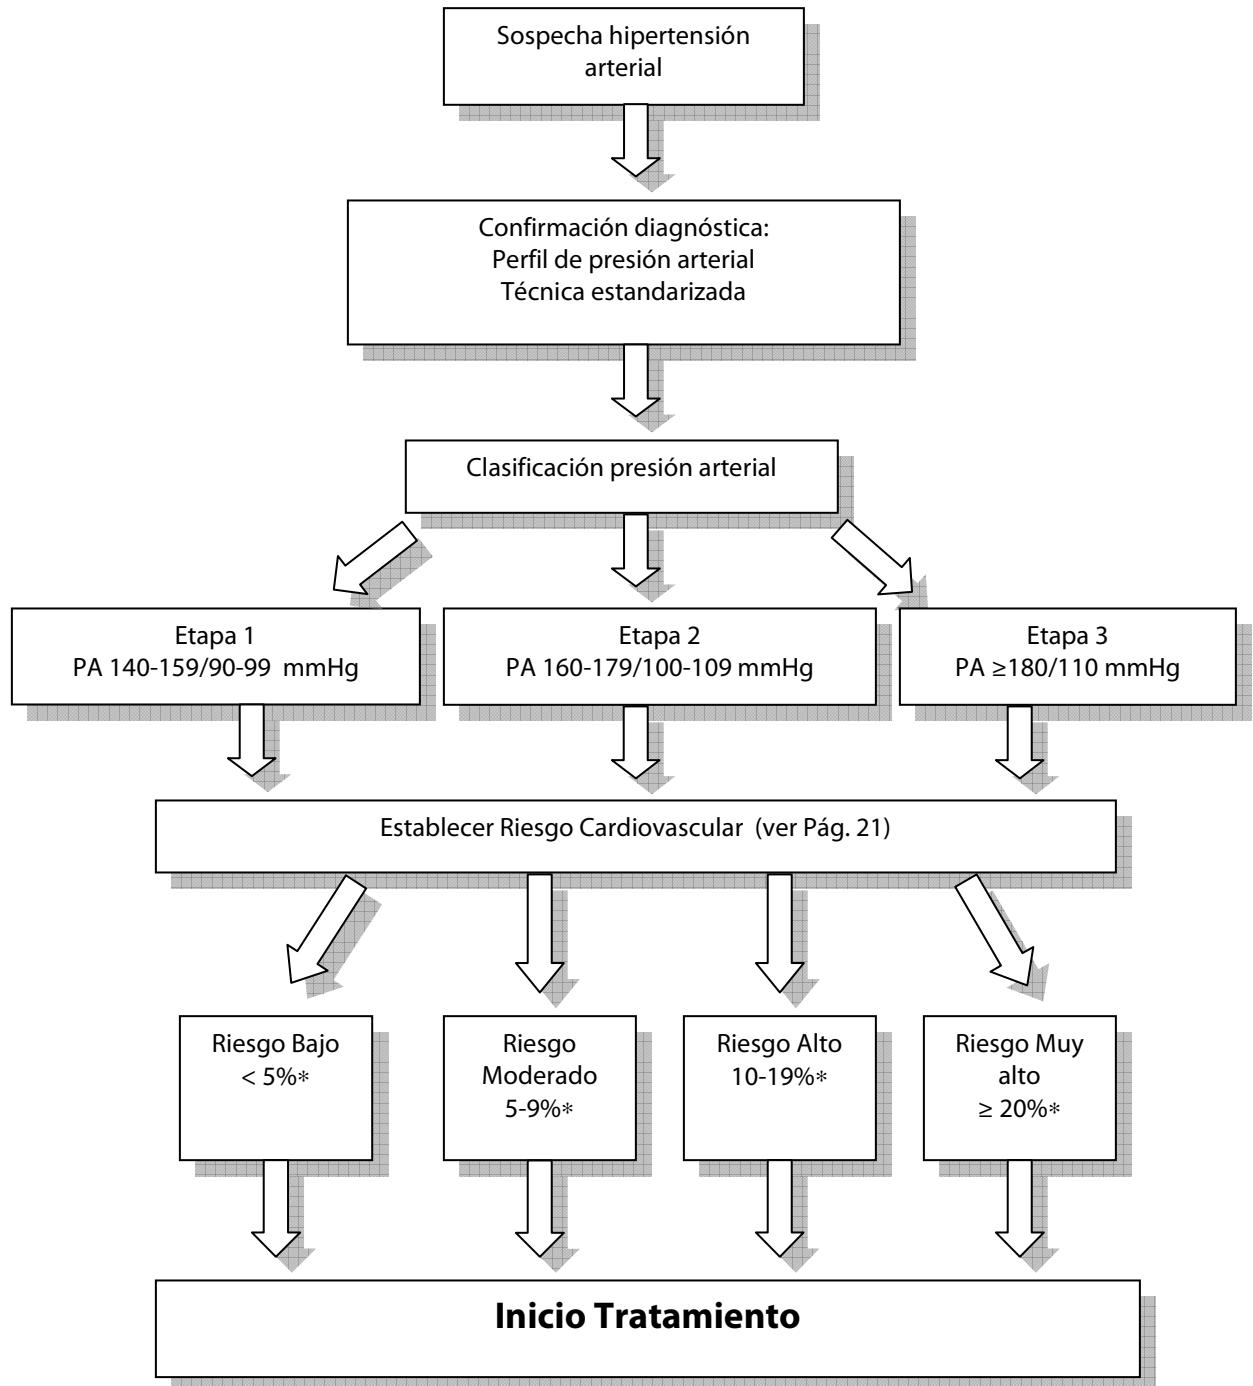 Sospecha hipertensión
arterial
Confirmación diagnóstica:
Perfil de presión arterial
Técnica estandarizada
Clasificación presión arterial
Etapa 1
PA 140-159/90-99 mmHg
Etapa 2
PA 160-179/100-109 mmHg
Etapa 3
PA ≥180/110 mmHg
Establecer Riesgo Cardiovascular (ver Pág. 21)
Riesgo Bajo
< 5%*
Riesgo
Moderado
5-9%*
Riesgo Alto
10-19%*
Riesgo Muy
alto
≥ 20%*
Inicio Tratamiento